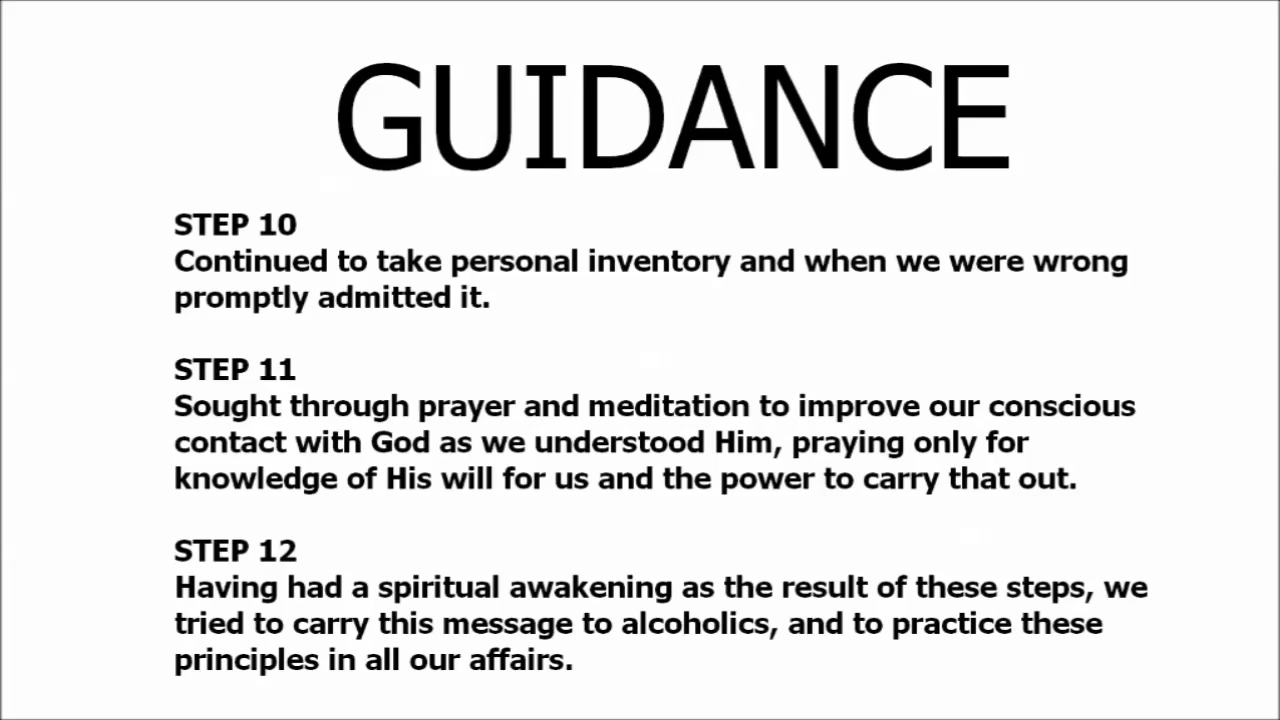 GUIDANCE
STEP 10
Continued to take personal inventory and when we were wrong
promptly admitted it.
STEP 11
Sought through prayer and meditation to improve our conscious
contact with God as we understood Him, praying only for
knowledge of His will for us and the power to carry that out.
STEP 12
Having had a spiritual awakening as the result of these steps, we
tried to carry this message to alcoholics, and to practice these
principles in all our affairs.